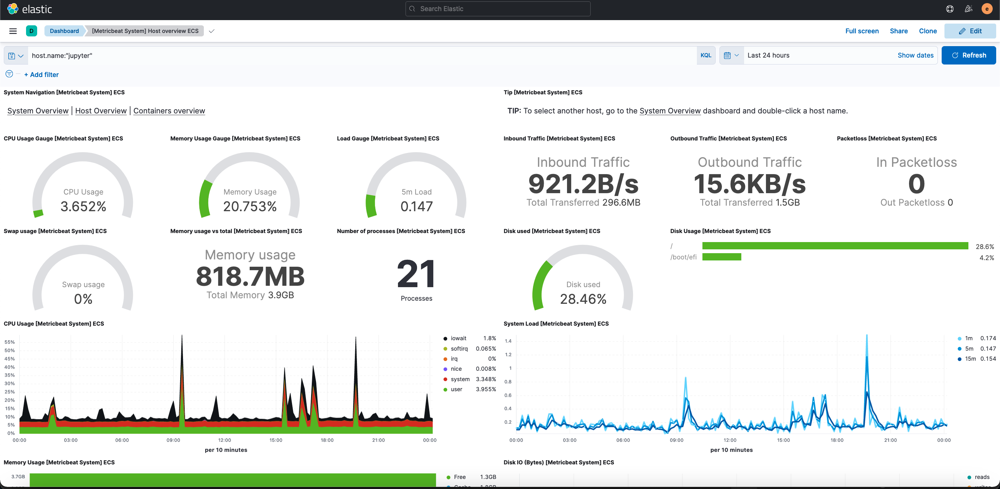 elastic
Search Elastic
e
D
Dashboard
[Metricbeat System] Host overview ECS
Full screen
Share
Clone
Edit
host.name:"jupyter"
KQL
Last 24 hours
Show dates
Refresh
+ Add filter
System Navigation [Metricbeat System] ECS
System Overview | Host Overview | Containers overview
Tip [Metricbeat System] ECS
TIP: To select another host, go to the System Overview dashboard and double-click a host name.
CPU Usage Gauge [Metricbeat System] ECS
CPU Usage
3.652%
Memory Usage Gauge [Metricbeat System] ECS
Memory Usage
20.753%
Load Gauge [Metricbeat System] ECS
5m Load
0.147
Inbound Traffic [Metricbeat System] ECS
Inbound Traffic
921.2B/s
Total Transferred 296.6MB
Outbound Traffic [Metricbeat System] ECS
Outbound Traffic
15.6KB/s
Total Transferred 1.5GB
Packetloss [Metricbeat System] ECS
In Packetloss
0
Out Packetloss 0
Swap usage [Metricbeat System] ECS
Swap usage
0%
Memory usage vs total [Metricbeat System] ECS
Memory usage
818.7MB
Total Memory 3.9GB
Number of processes [Metricbeat System] ECS
21
Processes
Disk used [Metricbeat System] ECS
Disk used
28.46%
Disk Usage [Metricbeat System] ECS
/ 28.6%
/boot/efi 4.2%
CPU Usage [Metricbeat System] ECS
55%
50%
45%
40%
35%
30%
25%
20%
15%
10%
5%
0%
00:00 03:00 06:00 09:00 12:00 15:00 18:00 21:00 00:00
per 10 minutes
iowait 1.8%
softirq 0.065%
irq 0%
nice 0.008%
system 3.348%
user 3.955%
System Load [Metricbeat System] ECS
1.4
1.2
1
0.8
0.6
0.4
0.2
00:00 03:00 06:00 09:00 12:00 15:00 18:00 21:00 00:00
per 10 minutes
1m 0.174
5m 0.147
15m 0.154
Memory Usage [Metricbeat System] ECS
3.7GB
Free 1.3GB
Disk IO (Bytes) [Metricbeat System] ECS
reads